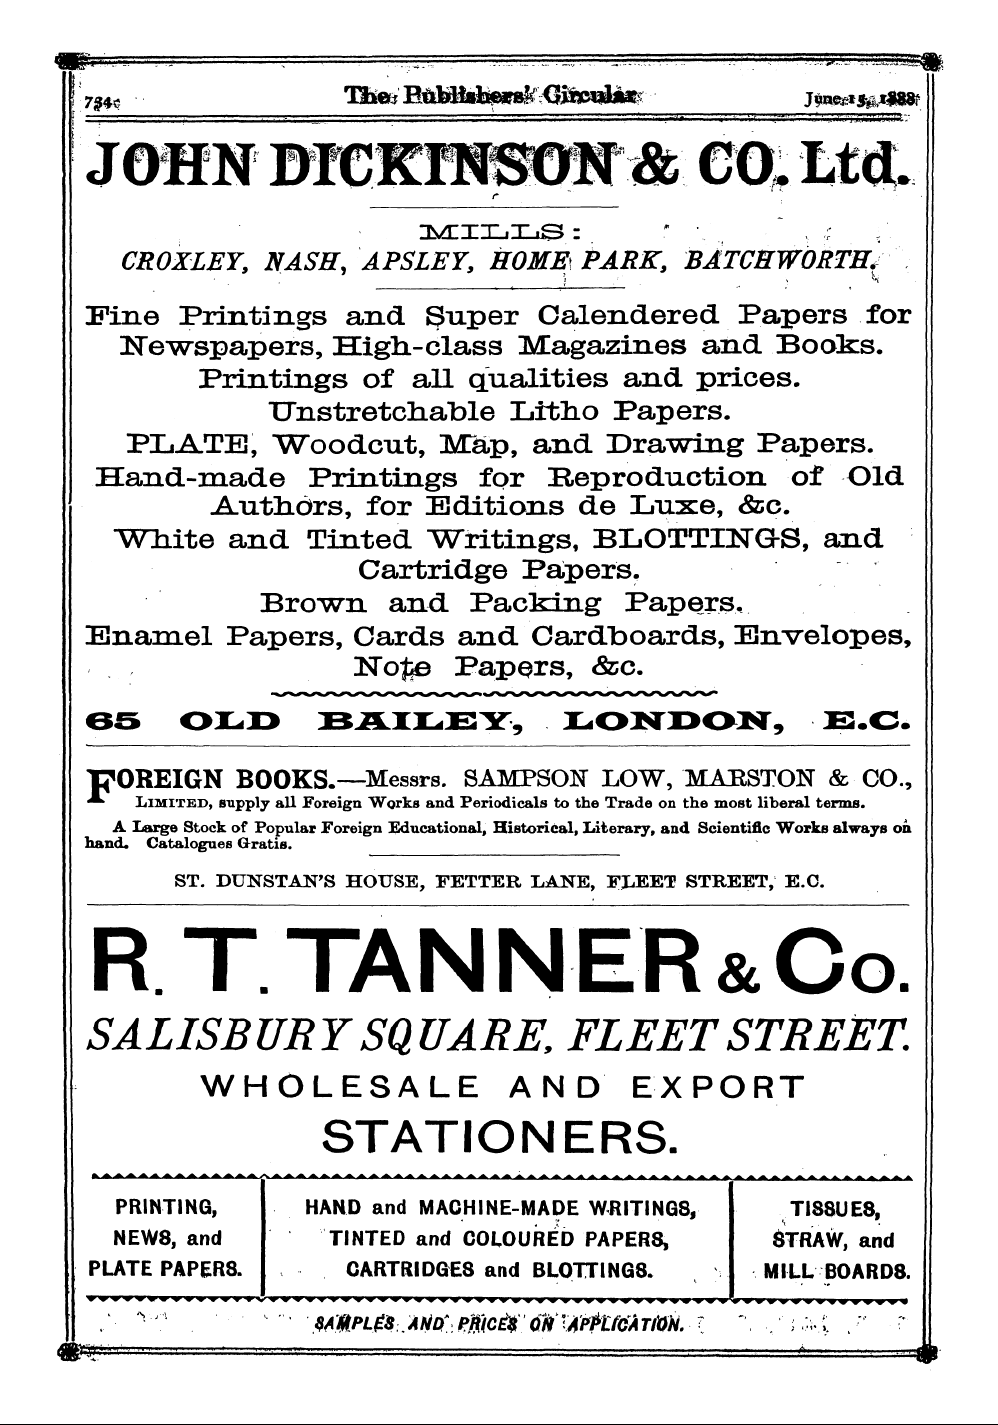 734
The Publishers' Circular
June 15, 1888
JOHN DICKINSON & CO. Ltd.
MILLS:
CROXLEY, NASH, APSLEY, HOME PARK, BATCHWORTH.
Fine Printings and Super Calendered Papers for
Newspapers, High-class Magazines and Books.
Printings of all qualities and prices.
Unstretchable Litho Papers.
PLATE, Woodcut, Map, and Drawing Papers.
Hand-made Printings for Reproduction of Old
Authors, for Editions de Luxe, &c.
White and Tinted Writings, BLOTTINGS, and
Cartridge Papers.
Brown and Packing Papers.
Enamel Papers, Cards and Cardboards, Envelopes,
Note Papers, &c.
65 OLD BAILEY, LONDON, E.C.
FOREIGN BOOKS.—Messrs. SAMPSON LOW, MARSTON & CO.,
LIMITED, supply all Foreign Works and Periodicals to the Trade on the most liberal terms.
A Large Stock of Popular Foreign Educational, Historical, Literary, and Scientific Works always on
hand. Catalogues Gratis.
ST. DUNSTAN'S HOUSE, FETTER LANE, FLEET STREET, E.C.
R. T. TANNER & Co.
SALISBURY SQUARE, FLEET STREET.
WHOLESALE AND EXPORT
STATIONERS.
PRINTING,
NEWS, and
PLATE PAPERS.
HAND and MACHINE-MADE WRITINGS,
TINTED and COLOURED PAPERS,
CARTRIDGES and BLOTTINGS.
TISSUES,
STRAW, and
MILL BOARDS.
SAMPLES AND PRICES ON APPLICATION.